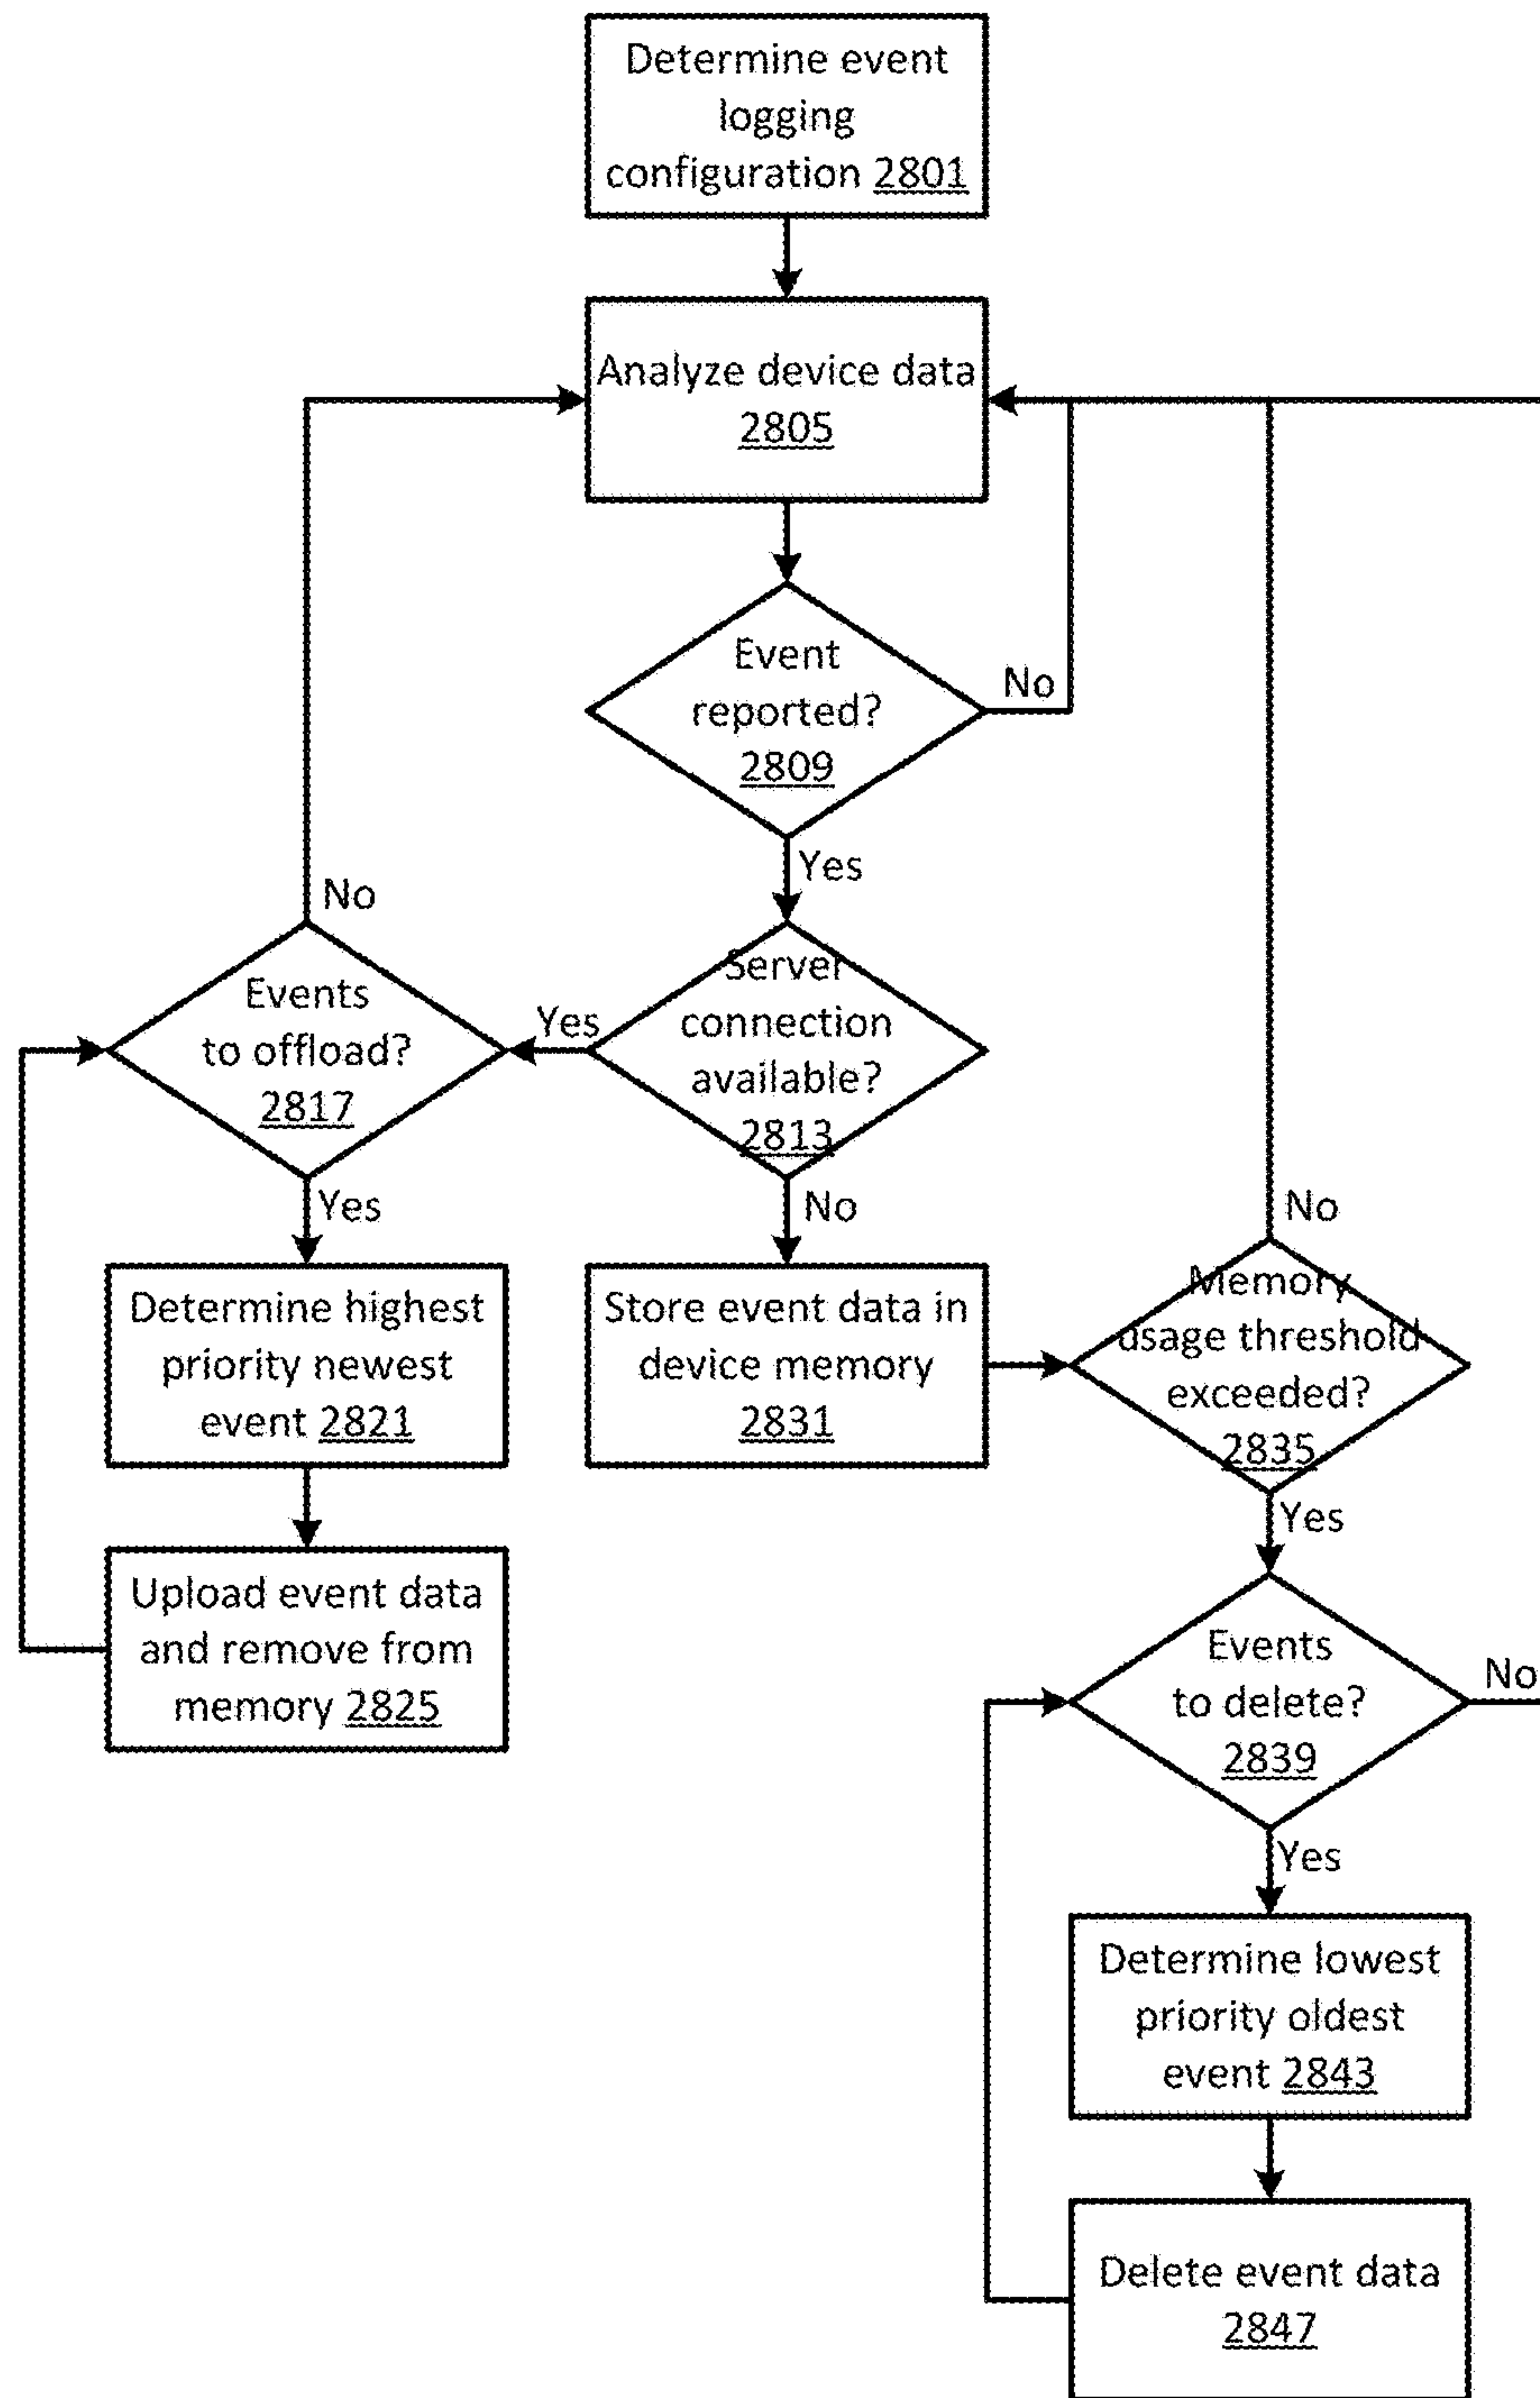 Determine event
logging
configuration 2801
Analyze device data
2805
Event
reported?
2809
No
Yes
No
Events
to offload?
2817
Yes
Server
connection
available?
2813
Yes
No
No
Determine highest
priority newest
event 2821
Store event data in
device memory
2831
Memory
usage threshold
exceeded?
2835
Yes
Upload event data
and remove from
memory 2825
Events
to delete?
2839
No
Yes
Determine lowest
priority oldest
event 2843
Delete event data
2847